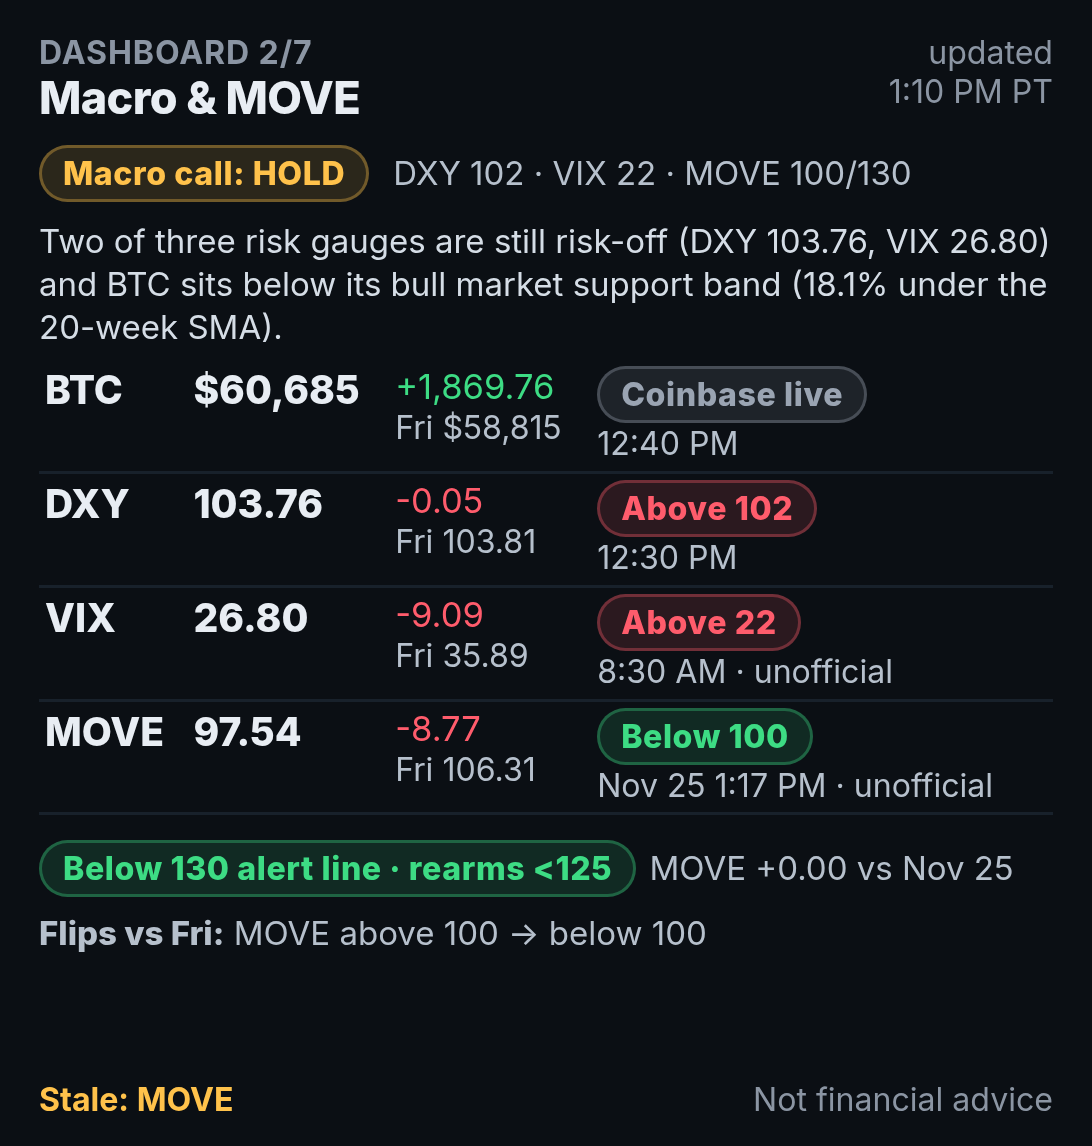 DASHBOARD 2/7
Macro & MOVE
updated
1:10 PM PT
Macro call: HOLD
DXY 102 · VIX 22 · MOVE 100/130
Two of three risk gauges are still risk-off (DXY 103.76, VIX 26.80)
and BTC sits below its bull market support band (18.1% under the
20-week SMA).
BTC $60,685 +1,869.76 Coinbase live
Fri $58,815 12:40 PM
DXY 103.76 -0.05 Above 102
Fri 103.81 12:30 PM
VIX 26.80 -9.09 Above 22
Fri 35.89 8:30 AM · unofficial
MOVE 97.54 -8.77 Below 100
Fri 106.31 Nov 25 1:17 PM · unofficial
Below 130 alert line · rearms <125 MOVE +0.00 vs Nov 25
Flips vs Fri: MOVE above 100 → below 100
Stale: MOVE
Not financial advice